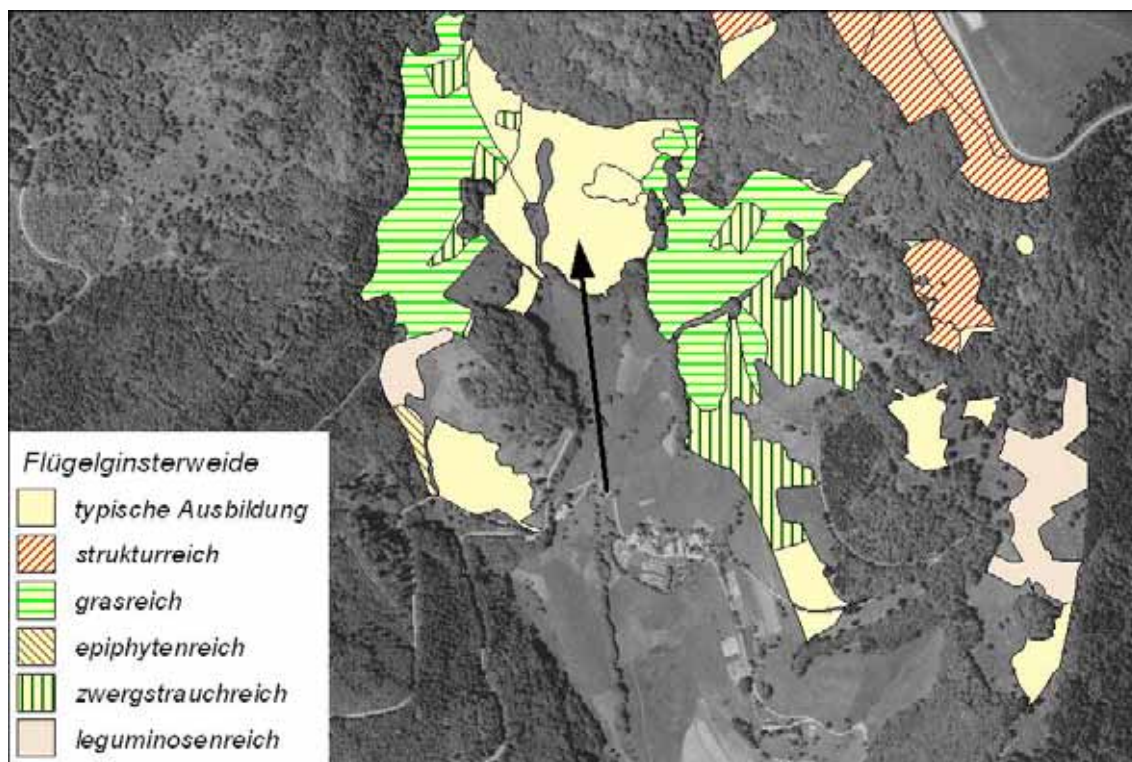 Flügelginsterweide
typische Ausbildung
strukturreich
grasreich
epiphytenreich
zwergstrauchreich
leguminosenreich